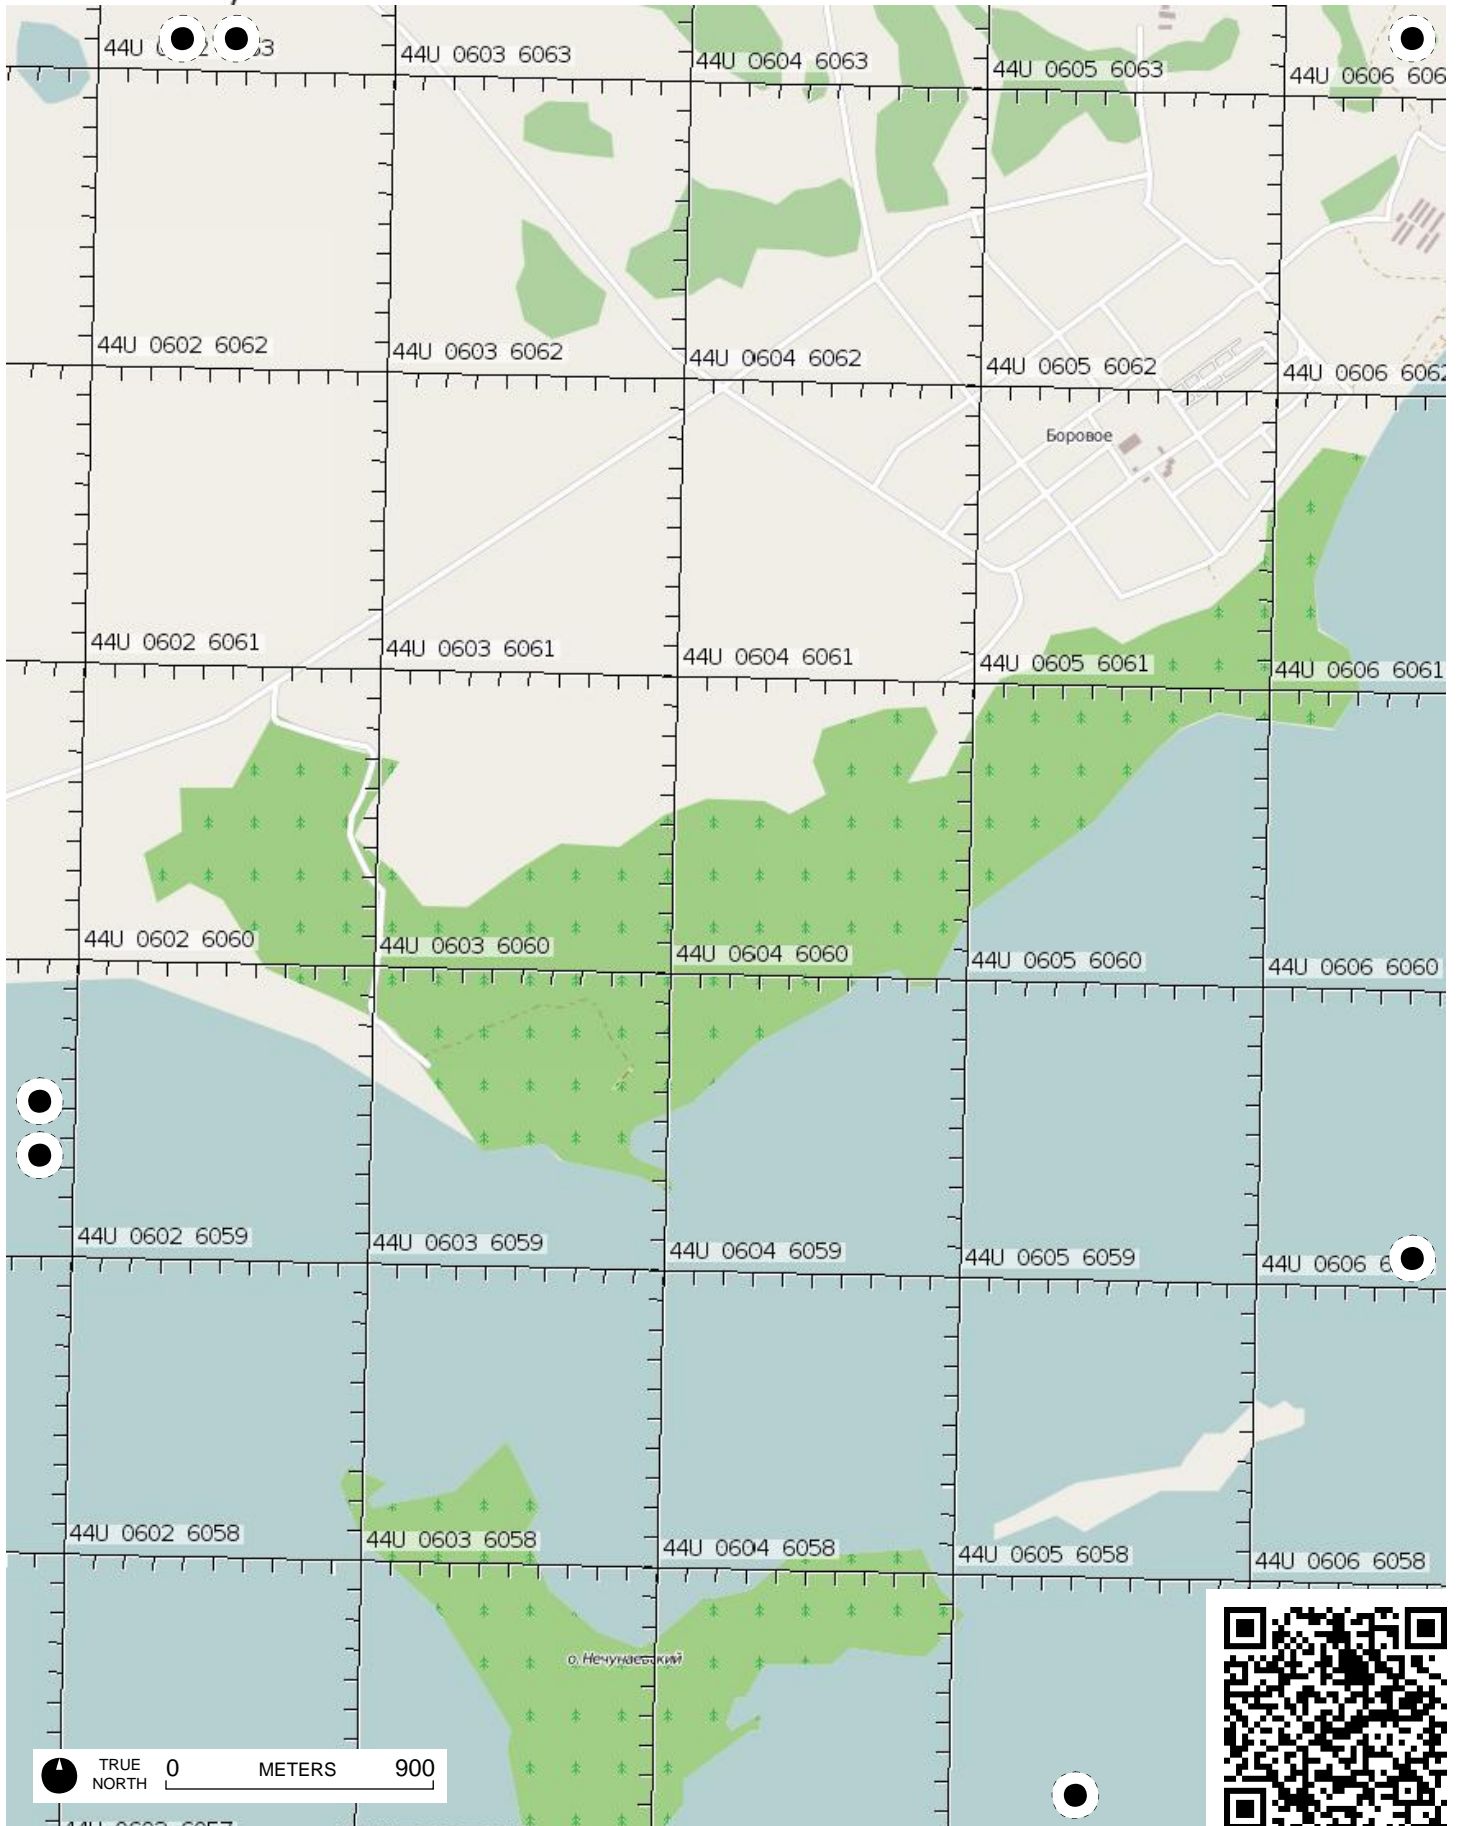 44U 0603 6063
44U 0604 6063
44U 0605 6063
44U 0606
44U 0602 6062
44U 0603 6062
44U 0604 6062
44U 0605 6062
44U 0606 6062
Боровое
44U 0602 6061
44U 0603 6061
44U 0604 6061
44U 0605 6061
44U 0606 6061
44U 0602 6060
44U 0603 6060
44U 0604 6060
44U 0605 6060
44U 0606 6060
44U 0602 6059
44U 0603 6059
44U 0604 6059
44U 0605 6059
44U 0606
44U 0602 6058
44U 0603 6058
44U 0604 6058
44U 0605 6058
44U 0606 6058
о. Нечунаевский
TRUE NORTH
0 METERS 900